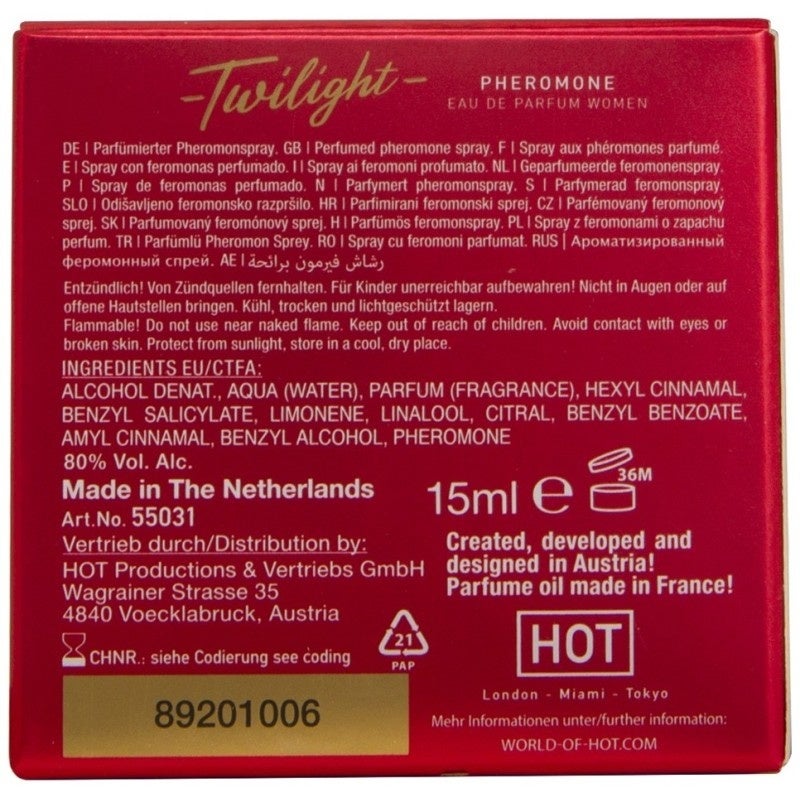 -Twilight-
PHEROMONE
EAU DE PARFUM WOMEN
DE | Parfümierter Pheromonspray. GB | Perfumed pheromone spray. F | Spray aux phéromones parfumé.
E | Spray con feromonas perfumado. I | Spray ai feromoni profumato. NL | Geparfumeerde feromonenspray.
P | Spray de feromonas perfumado. N | Parfymert pheromonspray. S | Parfymerad feromonspray.
SLO | Odišavljeno feromonsko razpršilo. HR | Parfimirani feromonski sprej. CZ | Parfémovaný feromonový
sprej. SK | Parfumovaný feromónový sprej. H | Parfümös feromonspray. PL | Spray z feromonami o zapachu
perfum. TR | Parfümlü Pheromon Sprey. RO | Spray cu feromoni parfumat. RUS | Ароматизированный
феромонный спрей. AE | رشاش فيرمون برائحة
Entzündlich! Von Zündquellen fernhalten. Für Kinder unerreichbar aufbewahren! Nicht in Augen oder auf
offene Hautstellen bringen. Kühl, trocken und lichtgeschützt lagern.
Flammable! Do not use near naked flame. Keep out of reach of children. Avoid contact with eyes or
broken skin. Protect from sunlight, store in a cool, dry place.
INGREDIENTS EU/CTFA:
ALCOHOL DENAT., AQUA (WATER), PARFUM (FRAGRANCE), HEXYL CINNAMAL,
BENZYL SALICYLATE, LIMONENE, LINALOOL, CITRAL, BENZYL BENZOATE,
AMYL CINNAMAL, BENZYL ALCOHOL, PHEROMONE
80% Vol. Alc.
Made in The Netherlands
Art.No. 55031
15ml e
36M
Vertrieb durch/Distribution by:
HOT Productions & Vertriebs GmbH
Wagrainer Strasse 35
4840 Voecklabruck, Austria
Created, developed and
designed in Austria!
Parfume oil made in France!
CHNR.: siehe Codierung see coding
21
PAP
89201006
HOT
London - Miami - Tokyo
Mehr Informationen unter/further information:
WORLD-OF-HOT.COM